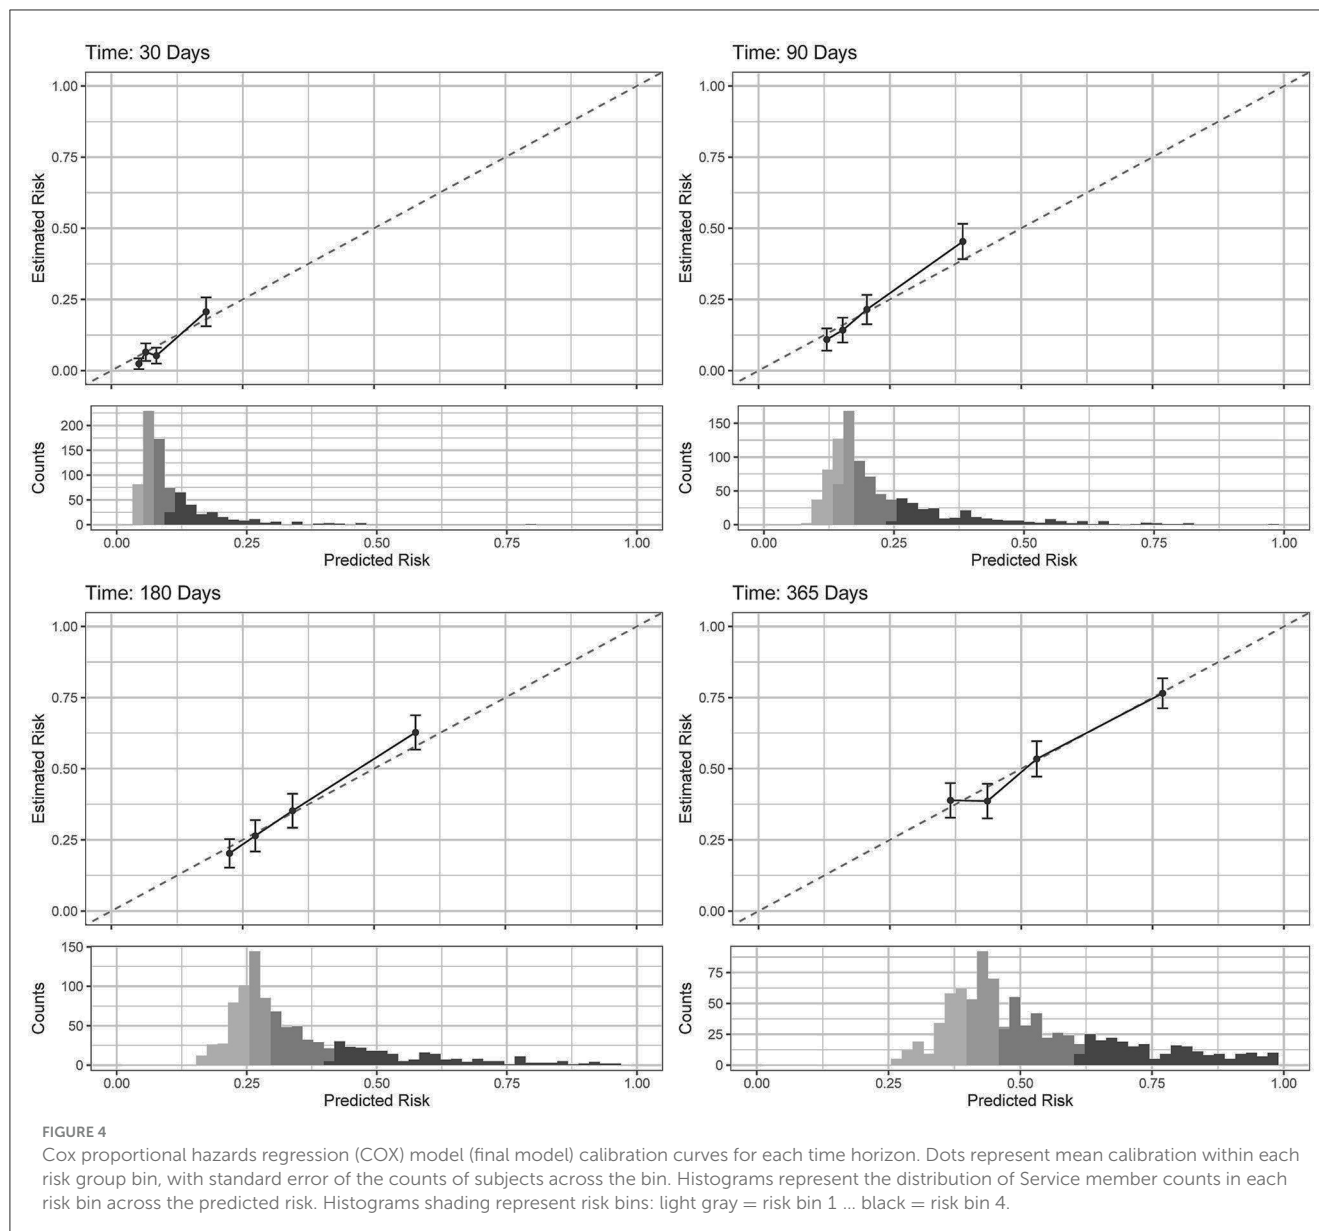 Time: 30 Days
1.00
0.75
0.50
0.25
0.00
Estimated Risk
200
150
100
50
0
Counts
0.00 0.25 0.50 0.75 1.00
Predicted Risk
Time: 90 Days
1.00
0.75
0.50
0.25
0.00
Estimated Risk
150
100
50
0
Counts
0.00 0.25 0.50 0.75 1.00
Predicted Risk
Time: 180 Days
1.00
0.75
0.50
0.25
0.00
Estimated Risk
150
100
50
0
Counts
0.00 0.25 0.50 0.75 1.00
Predicted Risk
Time: 365 Days
1.00
0.75
0.50
0.25
0.00
Estimated Risk
75
50
25
0
Counts
0.00 0.25 0.50 0.75 1.00
Predicted Risk
FIGURE 4
Cox proportional hazards regression (COX) model (final model) calibration curves for each time horizon. Dots represent mean calibration within each
risk group bin, with standard error of the counts of subjects across the bin. Histograms represent the distribution of Service member counts in each
risk bin across the predicted risk. Histograms shading represent risk bins: light gray = risk bin 1 ... black = risk bin 4.